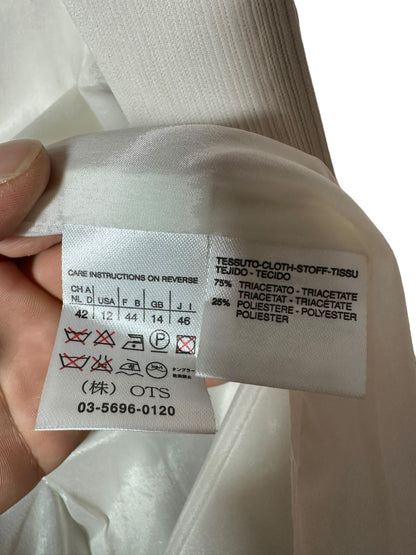 CARE INSTRUCTIONS ON REVERSE
CH A USA F B GB J I
NL D
42 12 44 14 46
P
(株) OTS
03-5696-0120
TESSUTO-CLOTH-STOFF-TISSU
TEJIDO - TECIDO
75% TRIACETATO - TRIACETATE
TRIACETAT - TRIACETATE
25% POLIESTERE - POLYESTER
POLIESTER